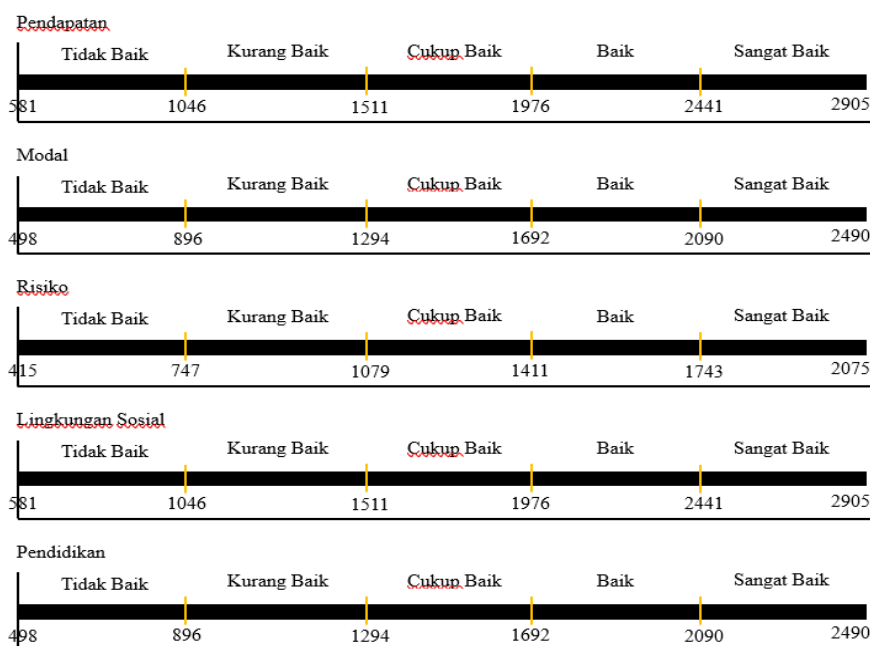 Pendapatan
Tidak Baik Kurang Baik Cukup Baik Baik Sangat Baik
581 1046 1511 1976 2441 2905
Modal
Tidak Baik Kurang Baik Cukup Baik Baik Sangat Baik
498 896 1294 1692 2090 2490
Risiko
Tidak Baik Kurang Baik Cukup Baik Baik Sangat Baik
415 747 1079 1411 1743 2075
Lingkungan Sosial
Tidak Baik Kurang Baik Cukup Baik Baik Sangat Baik
581 1046 1511 1976 2441 2905
Pendidikan
Tidak Baik Kurang Baik Cukup Baik Baik Sangat Baik
498 896 1294 1692 2090 2490